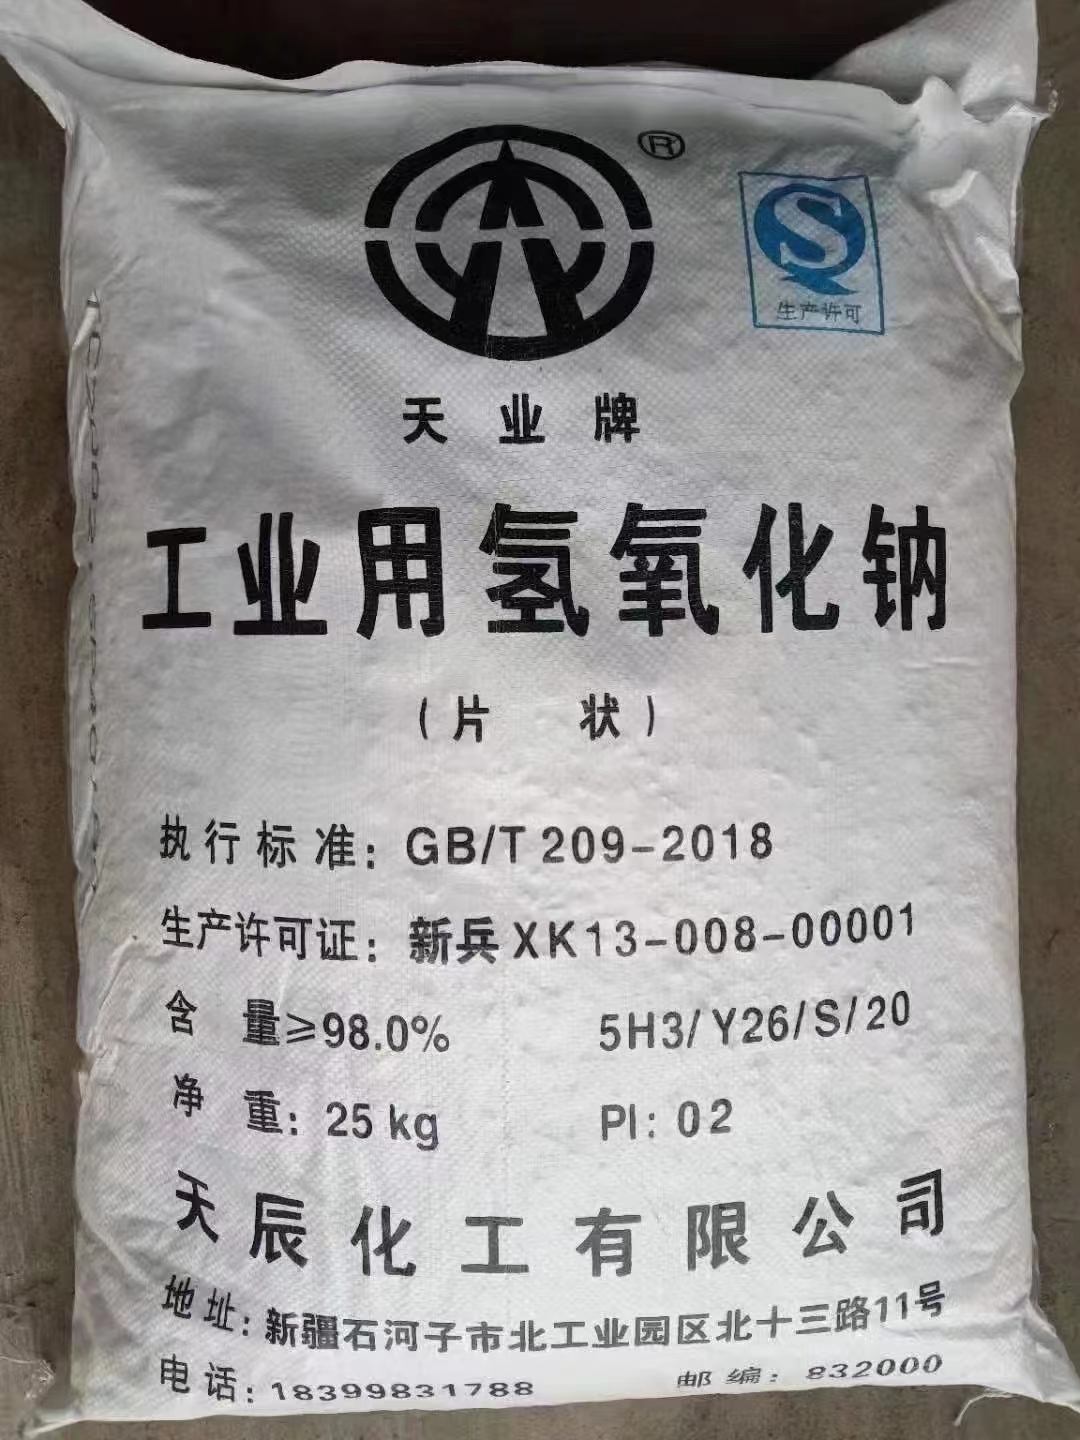 ®
生产许可
天业牌
工业用氢氧化钠
(片 状)
执行标准：GB/T 209-2018
生产许可证：新兵XK13-008-00001
含 量≥98.0% 5H3/Y26/S/20
净 重：25kg PI：02
天辰化工有限公司
地址：新疆石河子市北工业园区北十三路11号
电话：18399831788 邮编：832000